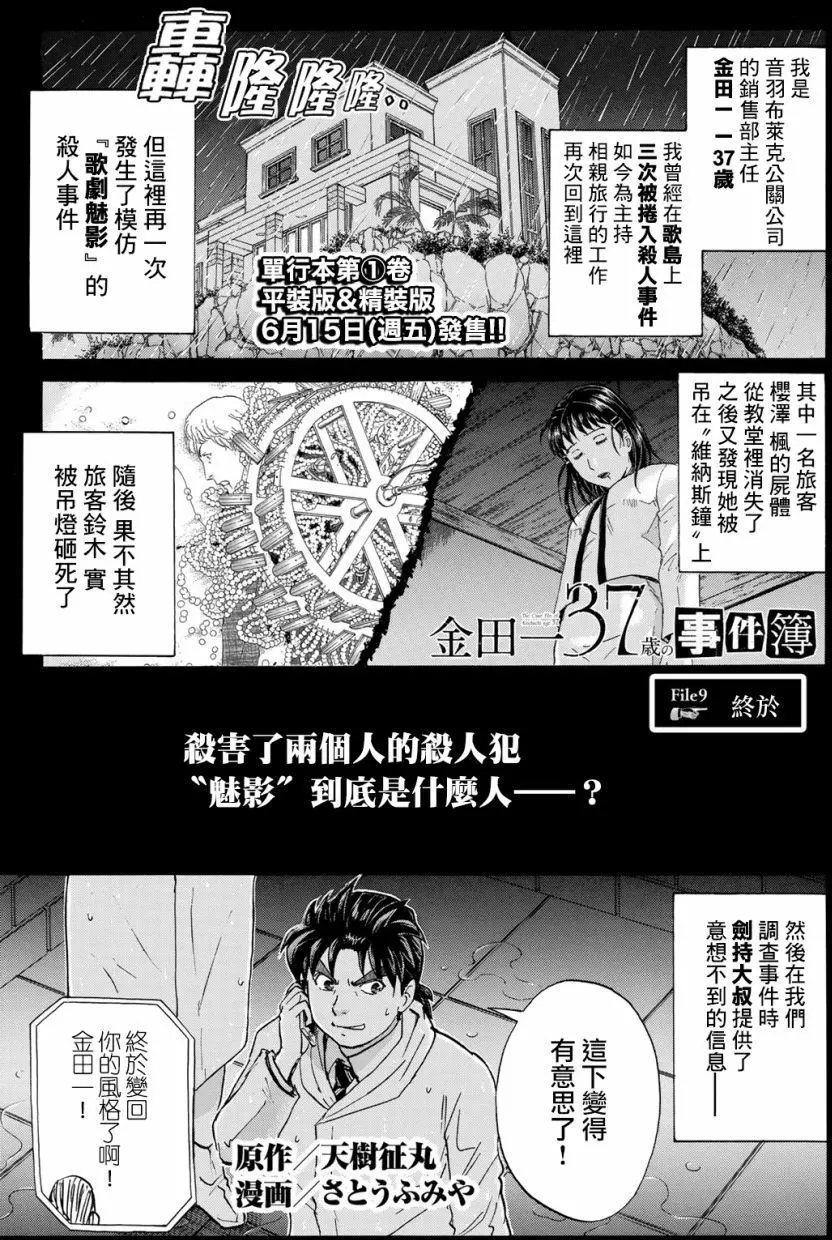 我是
音羽布萊克公關公司
的銷售部主任
金田一一37歲
我曾經在歌島上
三次被捲入殺人事件
如今為主持
相親旅行的工作
再次回到這裡
轟隆隆隆
但這裡再一次
發生了模仿
『歌劇魅影』的
殺人事件
單行本第①卷
平裝版&精裝版
6月15日(週五)發售!!
其中一名旅客
櫻澤 楓的屍體
從教堂裡消失了
之後又發現她被
吊在〝維納斯鐘〞上
隨後 果不其然
旅客鈴木 實
被吊燈砸死了
金田一37歳の事件簿
File9
終於
殺害了兩個人的殺人犯
〝魅影〞到底是什麼人——？
然後在我們
調查事件時
劍持大叔提供了
意想不到的信息——
這下變得
有意思了！
終於變回
你的風格了啊！
金田一！
原作／天樹征丸
漫画／さとうふみや